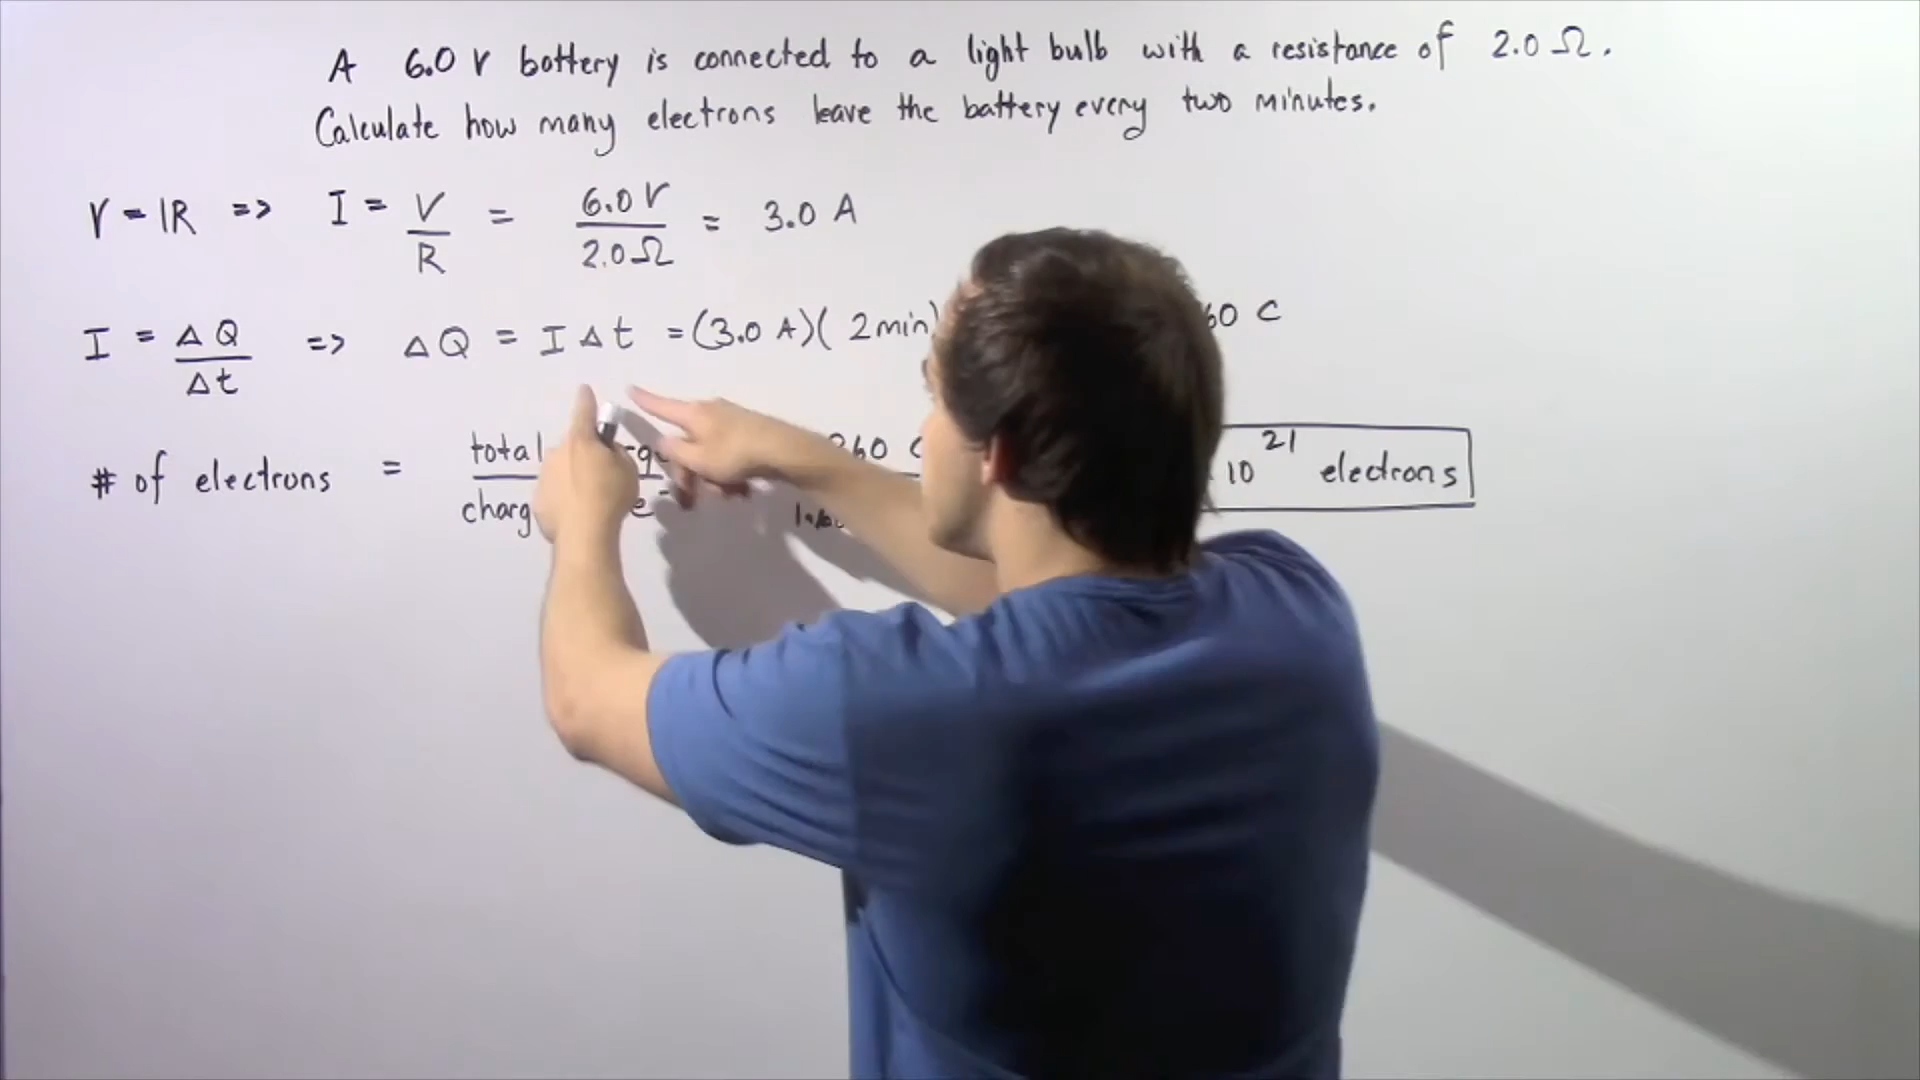 A 6.0 V battery is connected to a light bulb with a resistance of 2.0 Ω.
Calculate how many electrons leave the battery every two minutes.
V = IR => I = V/R = 6.0 V/2.0 Ω = 3.0 A
I = ΔQ/Δt => ΔQ = I Δt = (3.0 A)( 2 min) 60 C
# of electrons = total / e⁻ 360 C 10^21 electrons